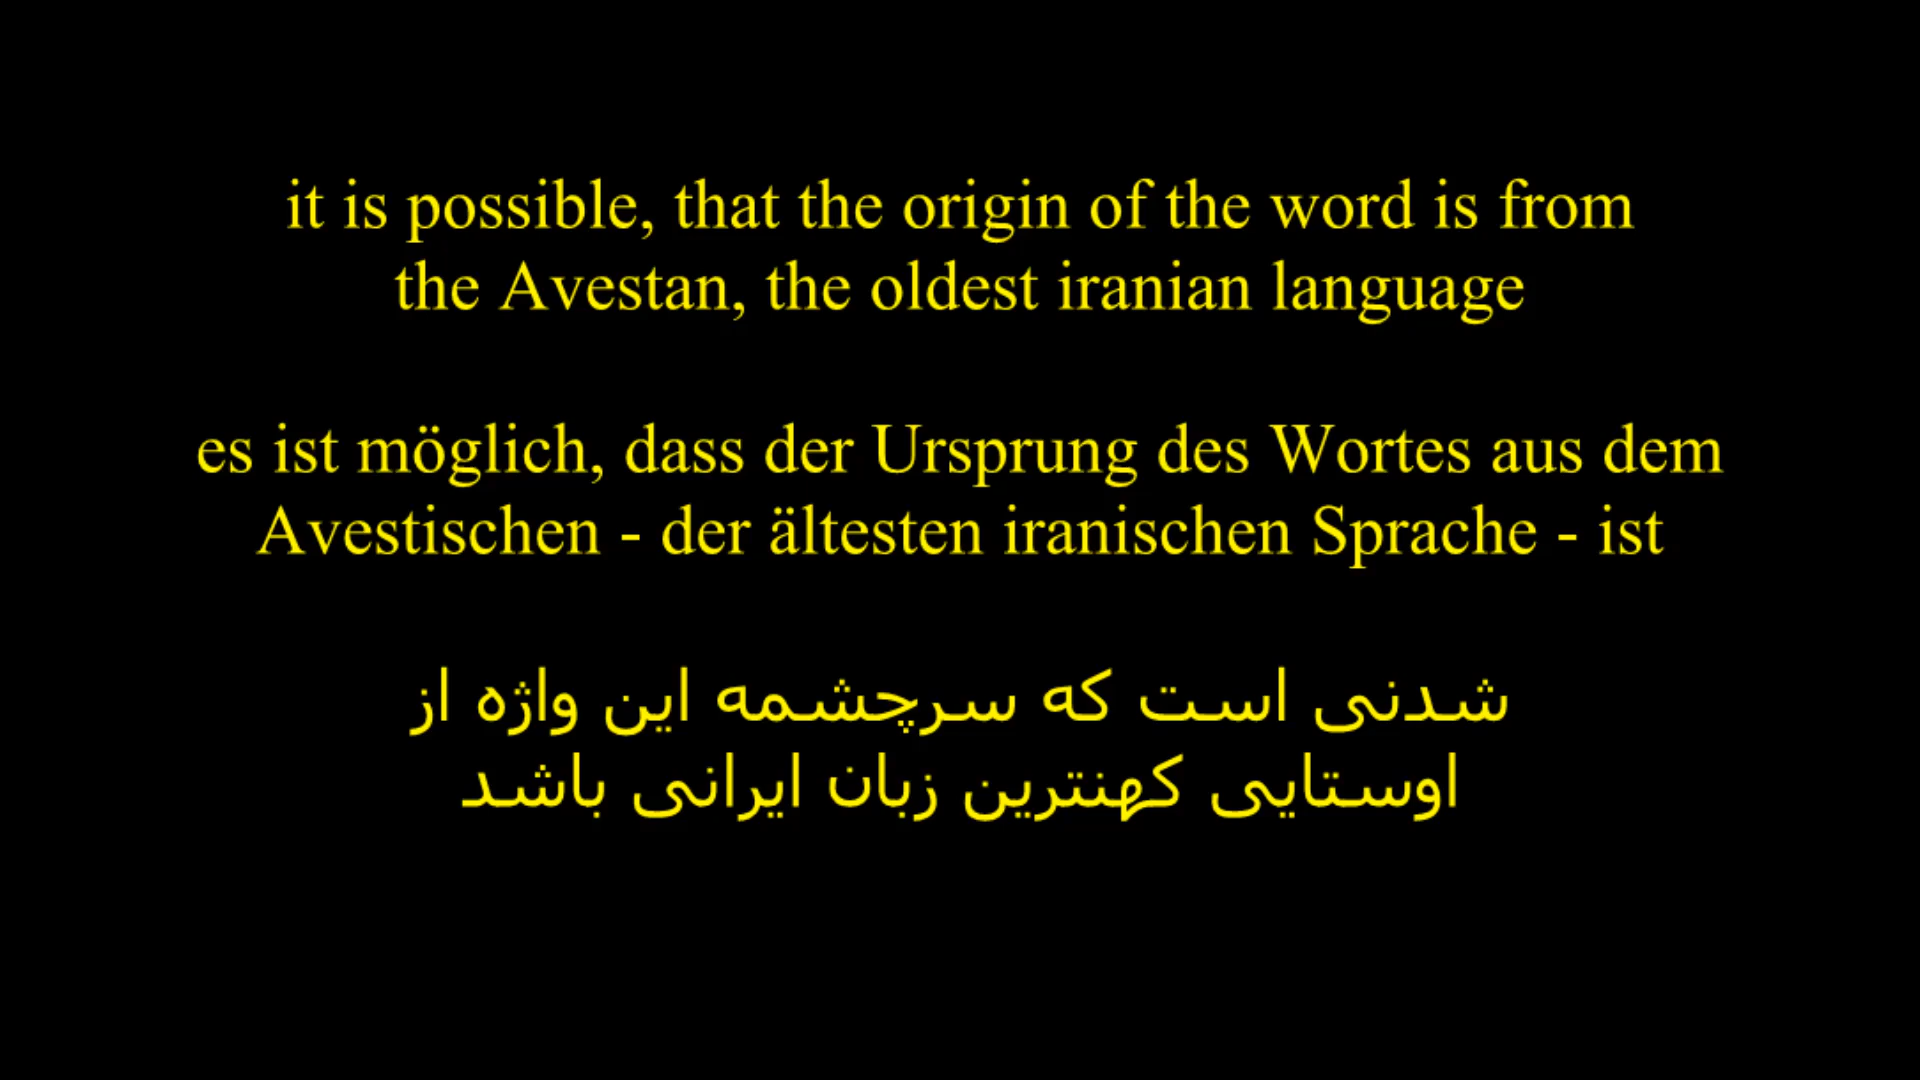 it is possible, that the origin of the word is from
the Avestan, the oldest iranian language
es ist möglich, dass der Ursprung des Wortes aus dem
Avestischen - der ältesten iranischen Sprache - ist
شدنی است که سرچشمه این واژه از
اوستایی کهنترین زبان ایرانی باشد